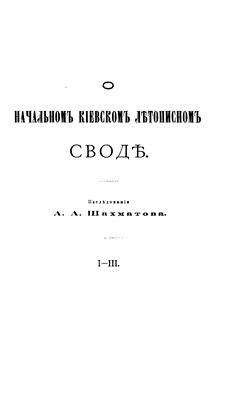 О
НАЧАЛЬНОМЪ КІЕВСКОМЪ ЛѢТОПИСНОМЪ
СВОДѢ.
Изслѣдованія
А. А. Шахматова.
I—III.